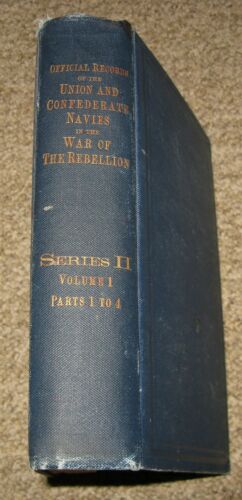 OFFICIAL RECORDS
OF THE
UNION AND
CONFEDERATE
NAVIES
IN THE
WAR OF
THE REBELLION
SERIES II
VOLUME 1
PARTS 1 TO 4